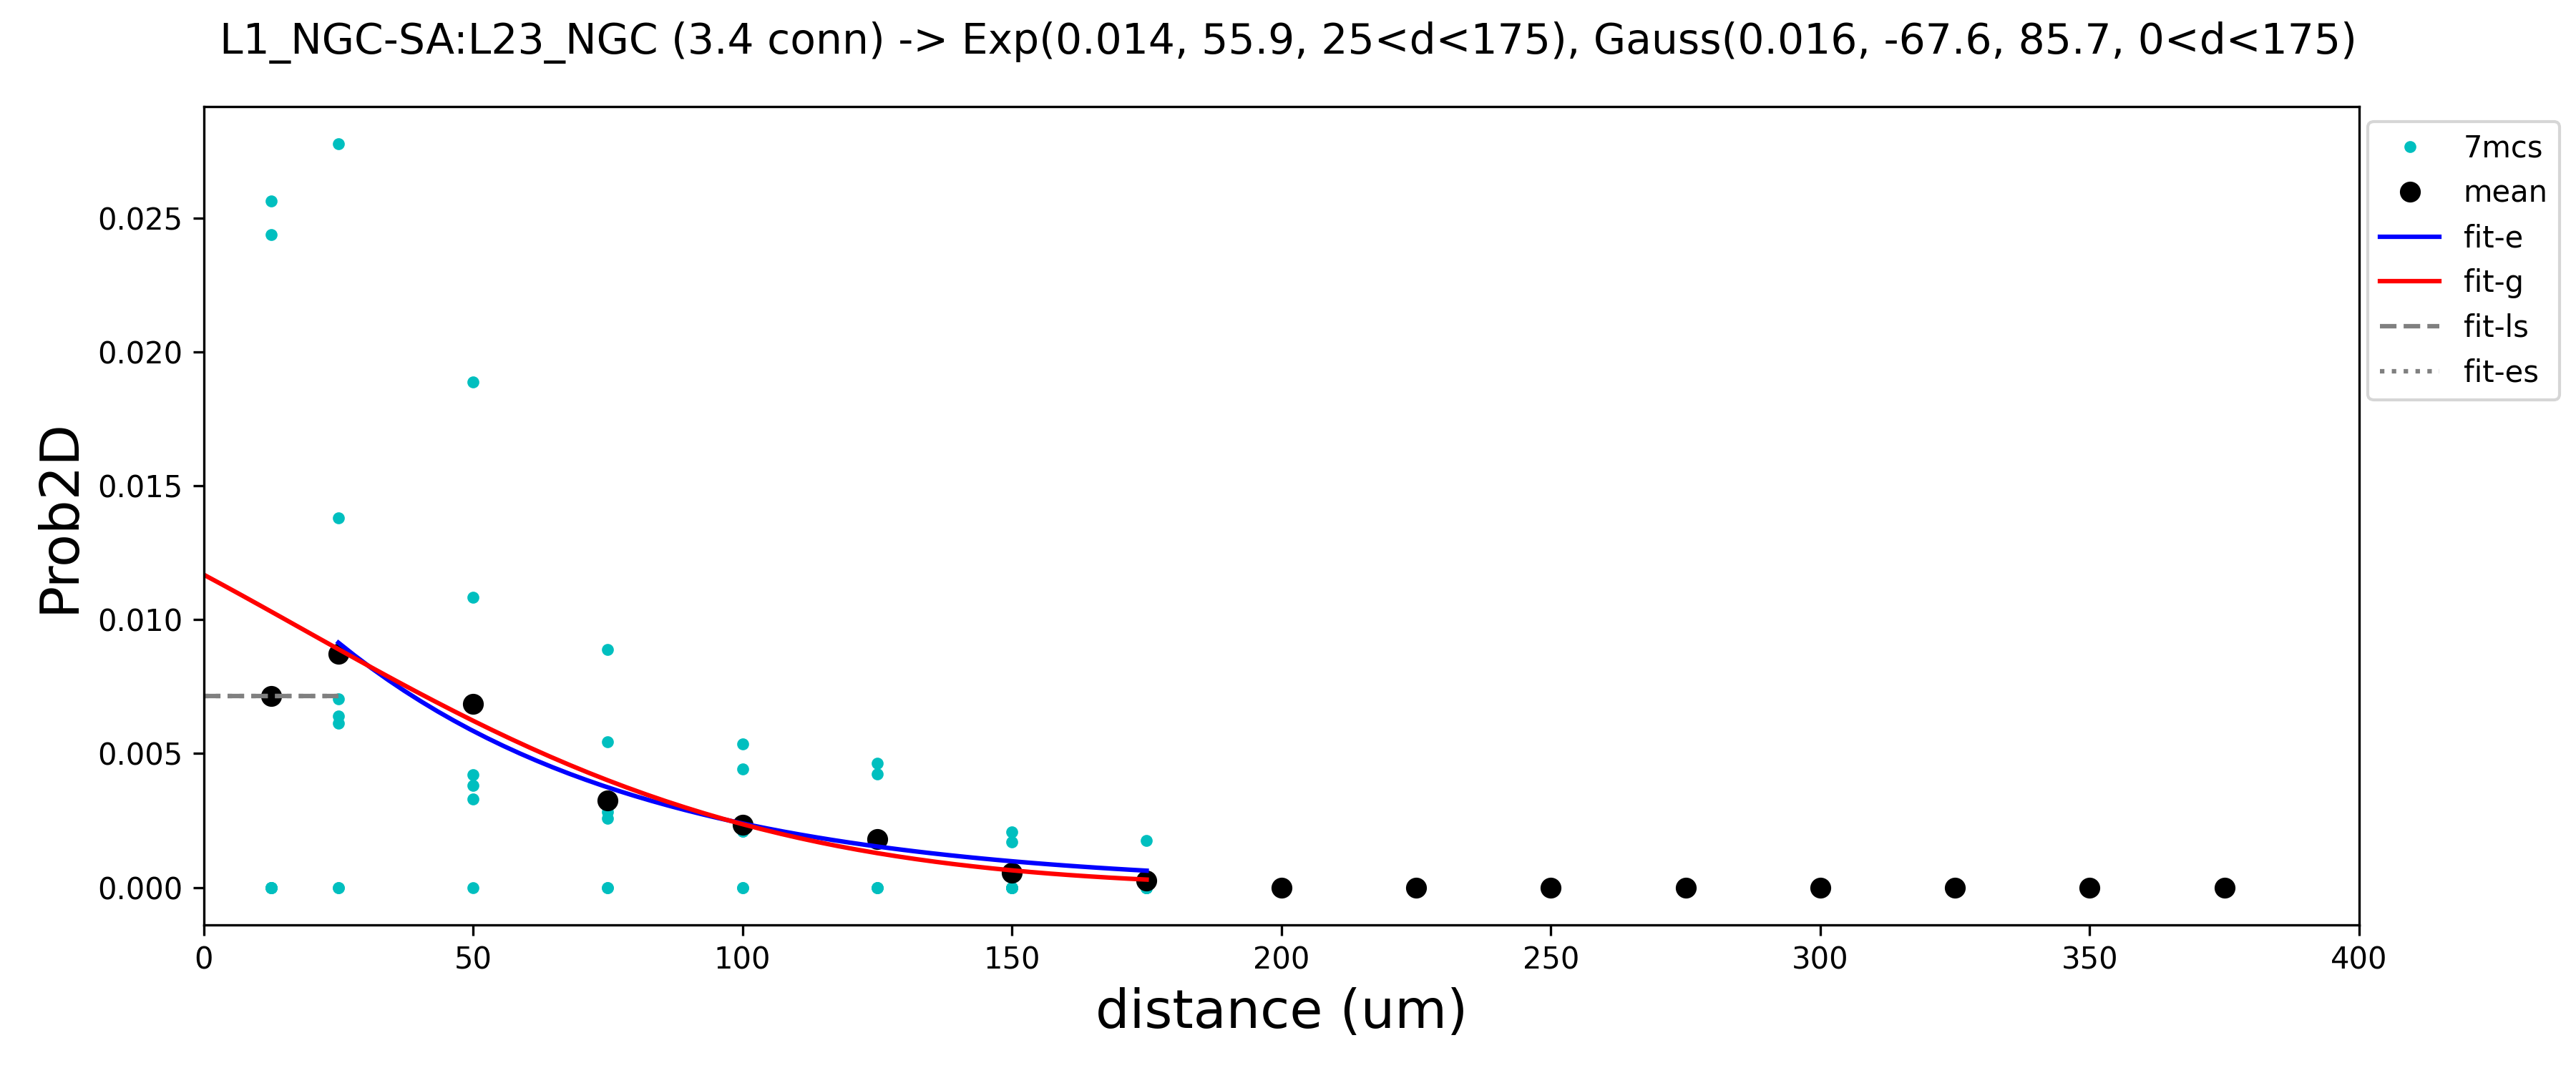 L1_NGC-SA:L23_NGC (3.4 conn) -> Exp(0.014, 55.9, 25<d<175), Gauss(0.016, -67.6, 85.7, 0<d<175)
7mcs
mean
fit-e
fit-g
fit-ls
fit-es
Prob2D
0.025
0.020
0.015
0.010
0.005
0.000
0 50 100 150 200 250 300 350 400
distance (um)